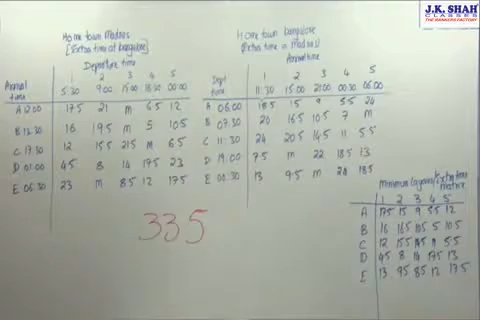 J.K. SHAH
CLASSES
Home town Madras
[Extra time at bangalore]
Departure time
Arrival time
1 2 3 4 5
5:30 9:00 15:00 18:30 00:00
A 12:00 17.5 21 M 6.5 12
B 13:30 16 19.5 M 5 10.5
C 17:30 12 15.5 21.5 M 6.5
D 01:00 4.5 8 14 17.5 23
E 06:30 23 M 8.5 12 17.5
Home town bangalore
(Extra time in Madras)
Arrival time
Dept time
1 2 3 4 5
11:30 15:00 21:00 00:30 06:00
A 06:00 18.5 15 9 5.5 24
B 07:30 20 16.5 10.5 7 M
C 11:30 24 20.5 14.5 11 5.5
D 19:00 7.5 M 22 18.5 13
E 00:30 13 9.5 M 24 18.5
33.5
Minimum layovers/Extra time
matrix
1 2 3 4 5
A 17.5 15 9 5.5 12
B 16 16.5 10.5 5 10.5
C 12 15.5 14.5 11 5.5
D 4.5 8 14 17.5 13
E 13 9.5 8.5 12 17.5